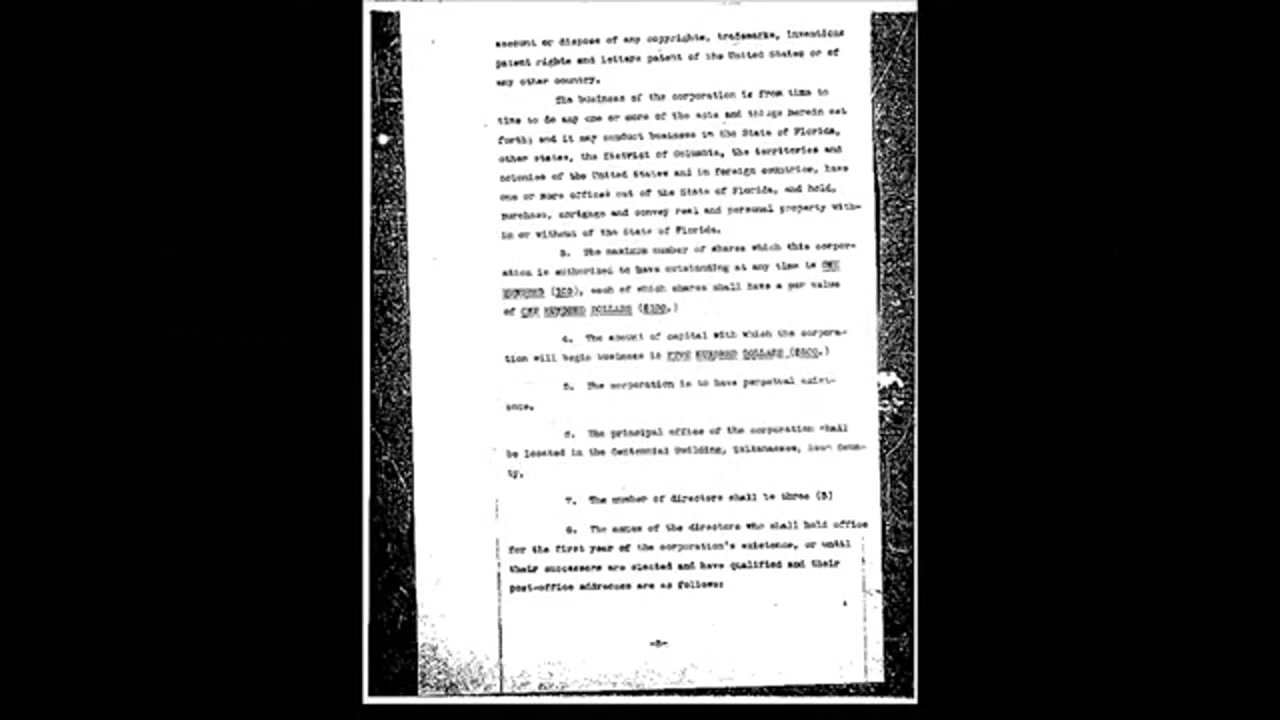 account or dispose of any copyrights, trademarks, inventions
patent rights and letters patent of the United States or of
any other country.
The business of the corporation is from time to
time to do any one or more of the acts and things herein set
forth; and it may conduct business in the State of Florida,
other states, the District of Columbia, the territories and
colonies of the United States and in foreign countries, have
one or more offices out of the State of Florida, and hold,
purchase, mortgage and convey real and personal property with-
in or without of the State of Florida.
3. The maximum number of shares which this corpor-
ation is authorized to have outstanding at any time is ONE
HUNDRED (100), each of which shares shall have a par value
of ONE HUNDRED DOLLARS ($100.)
4. The amount of capital with which the corpora-
tion will begin business is FIVE HUNDRED DOLLARS ($500.)
5. The corporation is to have perpetual exist-
ence.
6. The principal office of the corporation shall
be located in the Centennial Building, Tallahassee, Leon Coun-
ty.
7. The number of directors shall be three (3)
8. The names of the directors who shall hold office
for the first year of the corporation's existence, or until
their successors are elected and have qualified and their
post-office addresses are as follows: